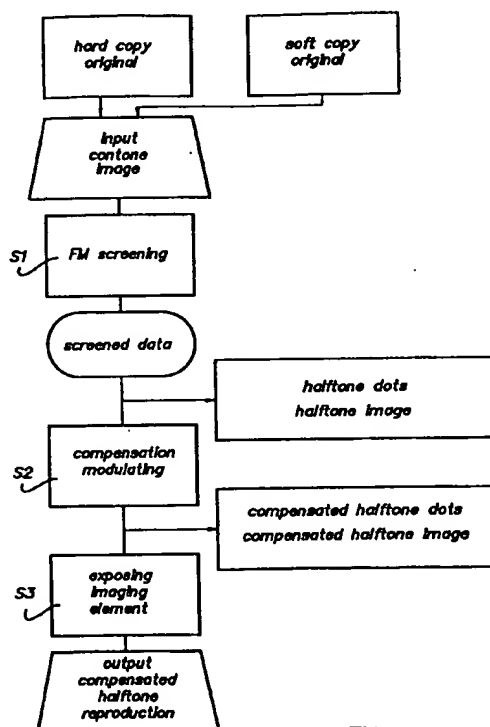 hard copy
original
soft copy
original
input
contone
image
S1
FM screening
screened data
halftone dots
halftone image
S2
compensation
modulating
compensated halftone dots
compensated halftone image
S3
exposing
imaging
element
output
compensated
halftone
reproduction